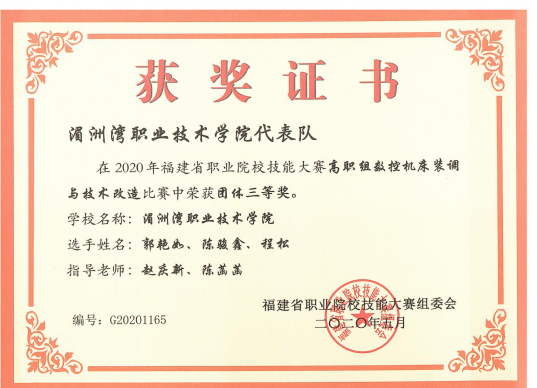 获奖证书
湄洲湾职业技术学院代表队
在2020年福建省职业院校技能大赛高职组数控机床装调
与技术改造比赛中荣获团体三等奖。
学校名称：湄洲湾职业技术学院
选手姓名：郭艳如、陈骏鑫、程松
指导老师：赵庆新、陈茜茜
福建省职业院校技能大赛组委会
编号：G20201165
二〇二〇年 月